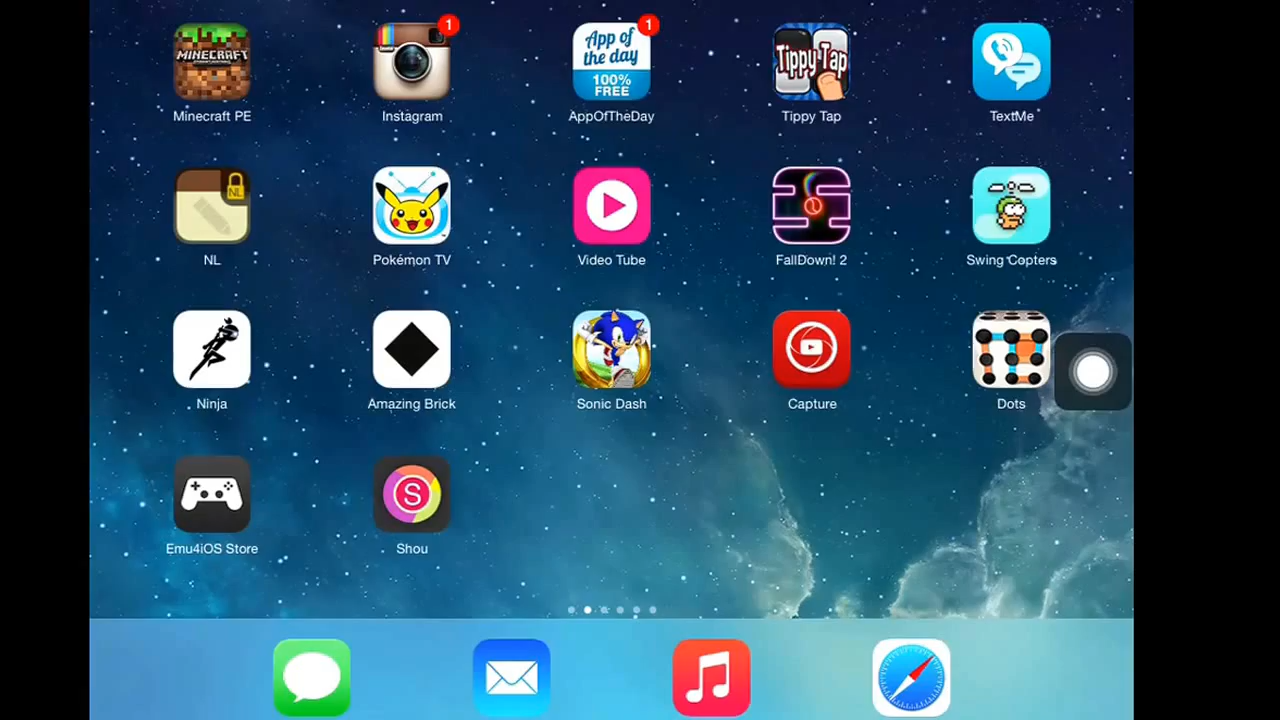 MINECRAFT
1
App of
the day
100%
FREE
1
Tippy Tap
Minecraft PE
Instagram
AppOfTheDay
Tippy Tap
TextMe
NL
NL
Pokémon TV
Video Tube
FallDown! 2
Swing Copters
Ninja
Amazing Brick
Sonic Dash
Capture
Dots
S
Emu4iOS Store
Shou